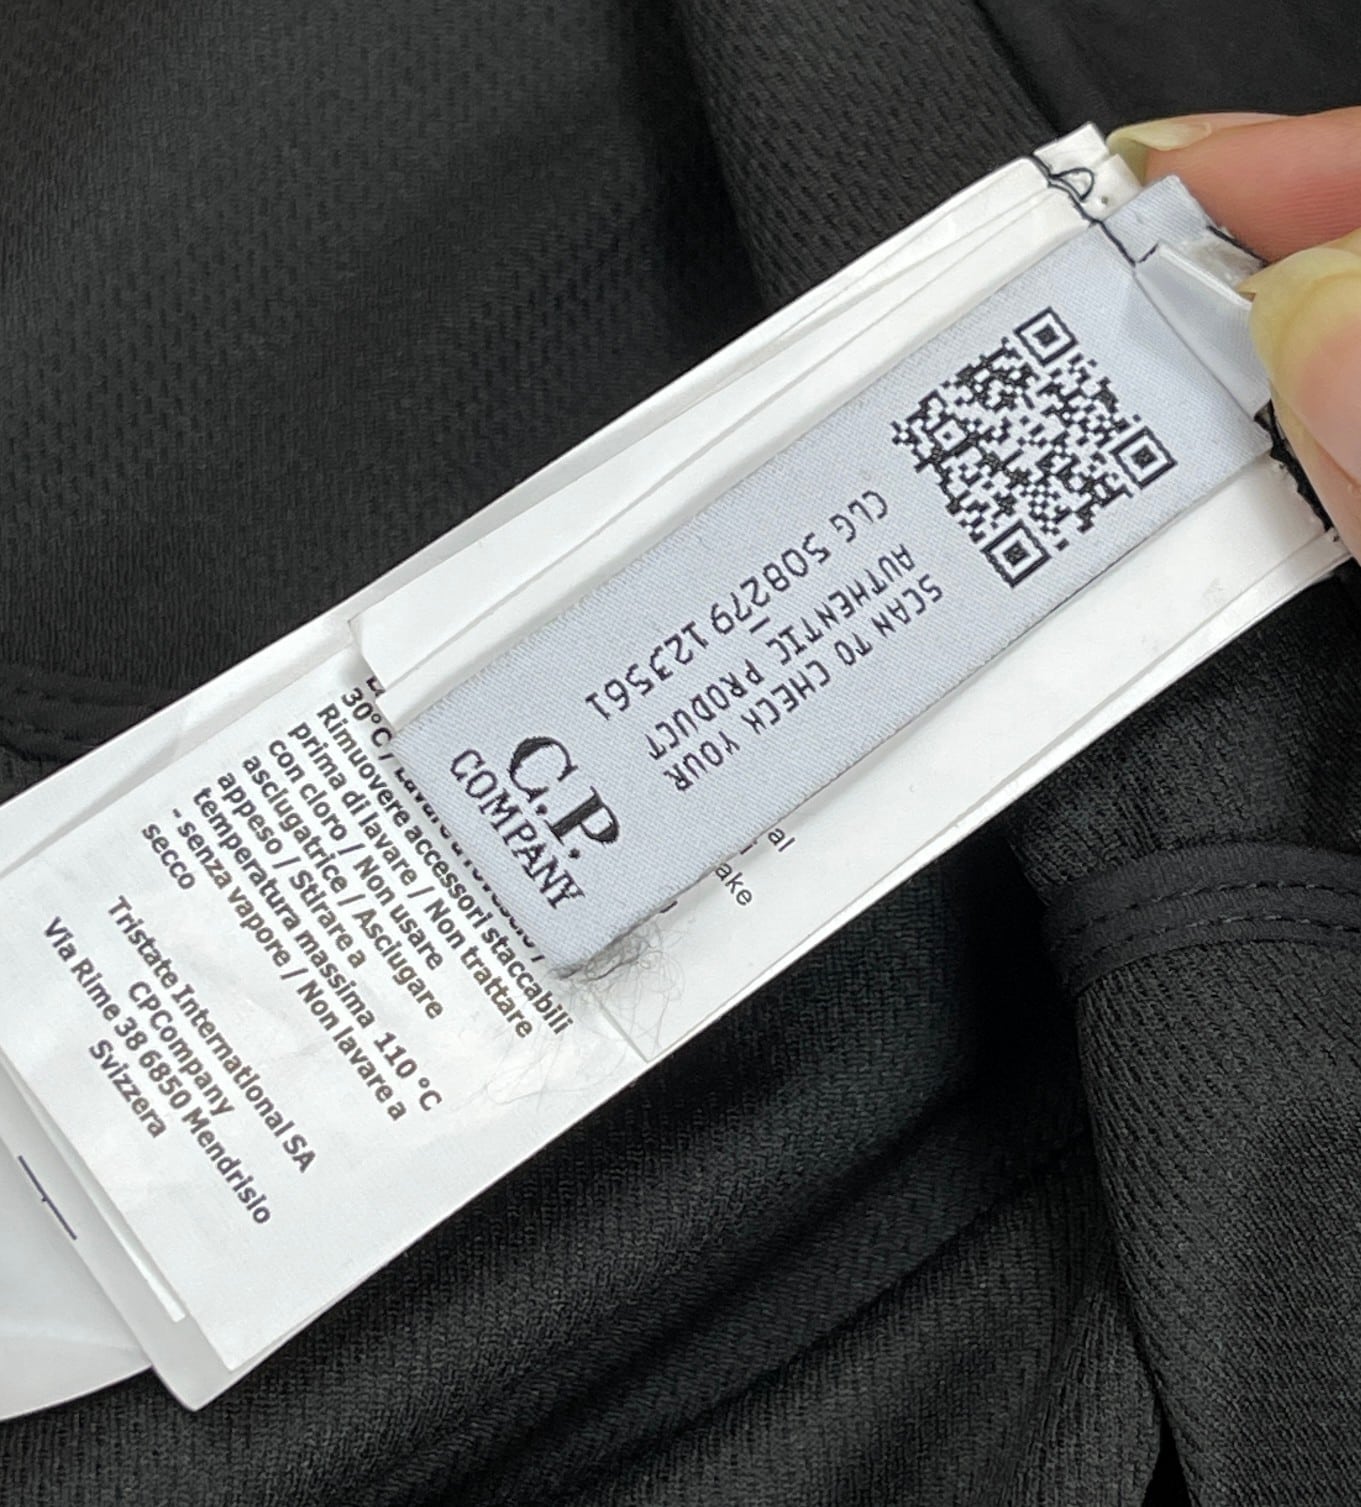 C.P.
COMPANY
SCAN TO CHECK YOUR
AUTHENTIC PRODUCT
CLG 508279 123561
30°C /
Rimuovere accessori staccabili
prima di lavare / Non trattare
con cloro / Non usare
asciugatrice / Asciugare
appeso / Stirare a
temperatura massima 110 °C
- senza vapore / Non lavare a
secco
Tristate International SA
CPCompany
Via Rime 38 6850 Mendrisio
Svizzera